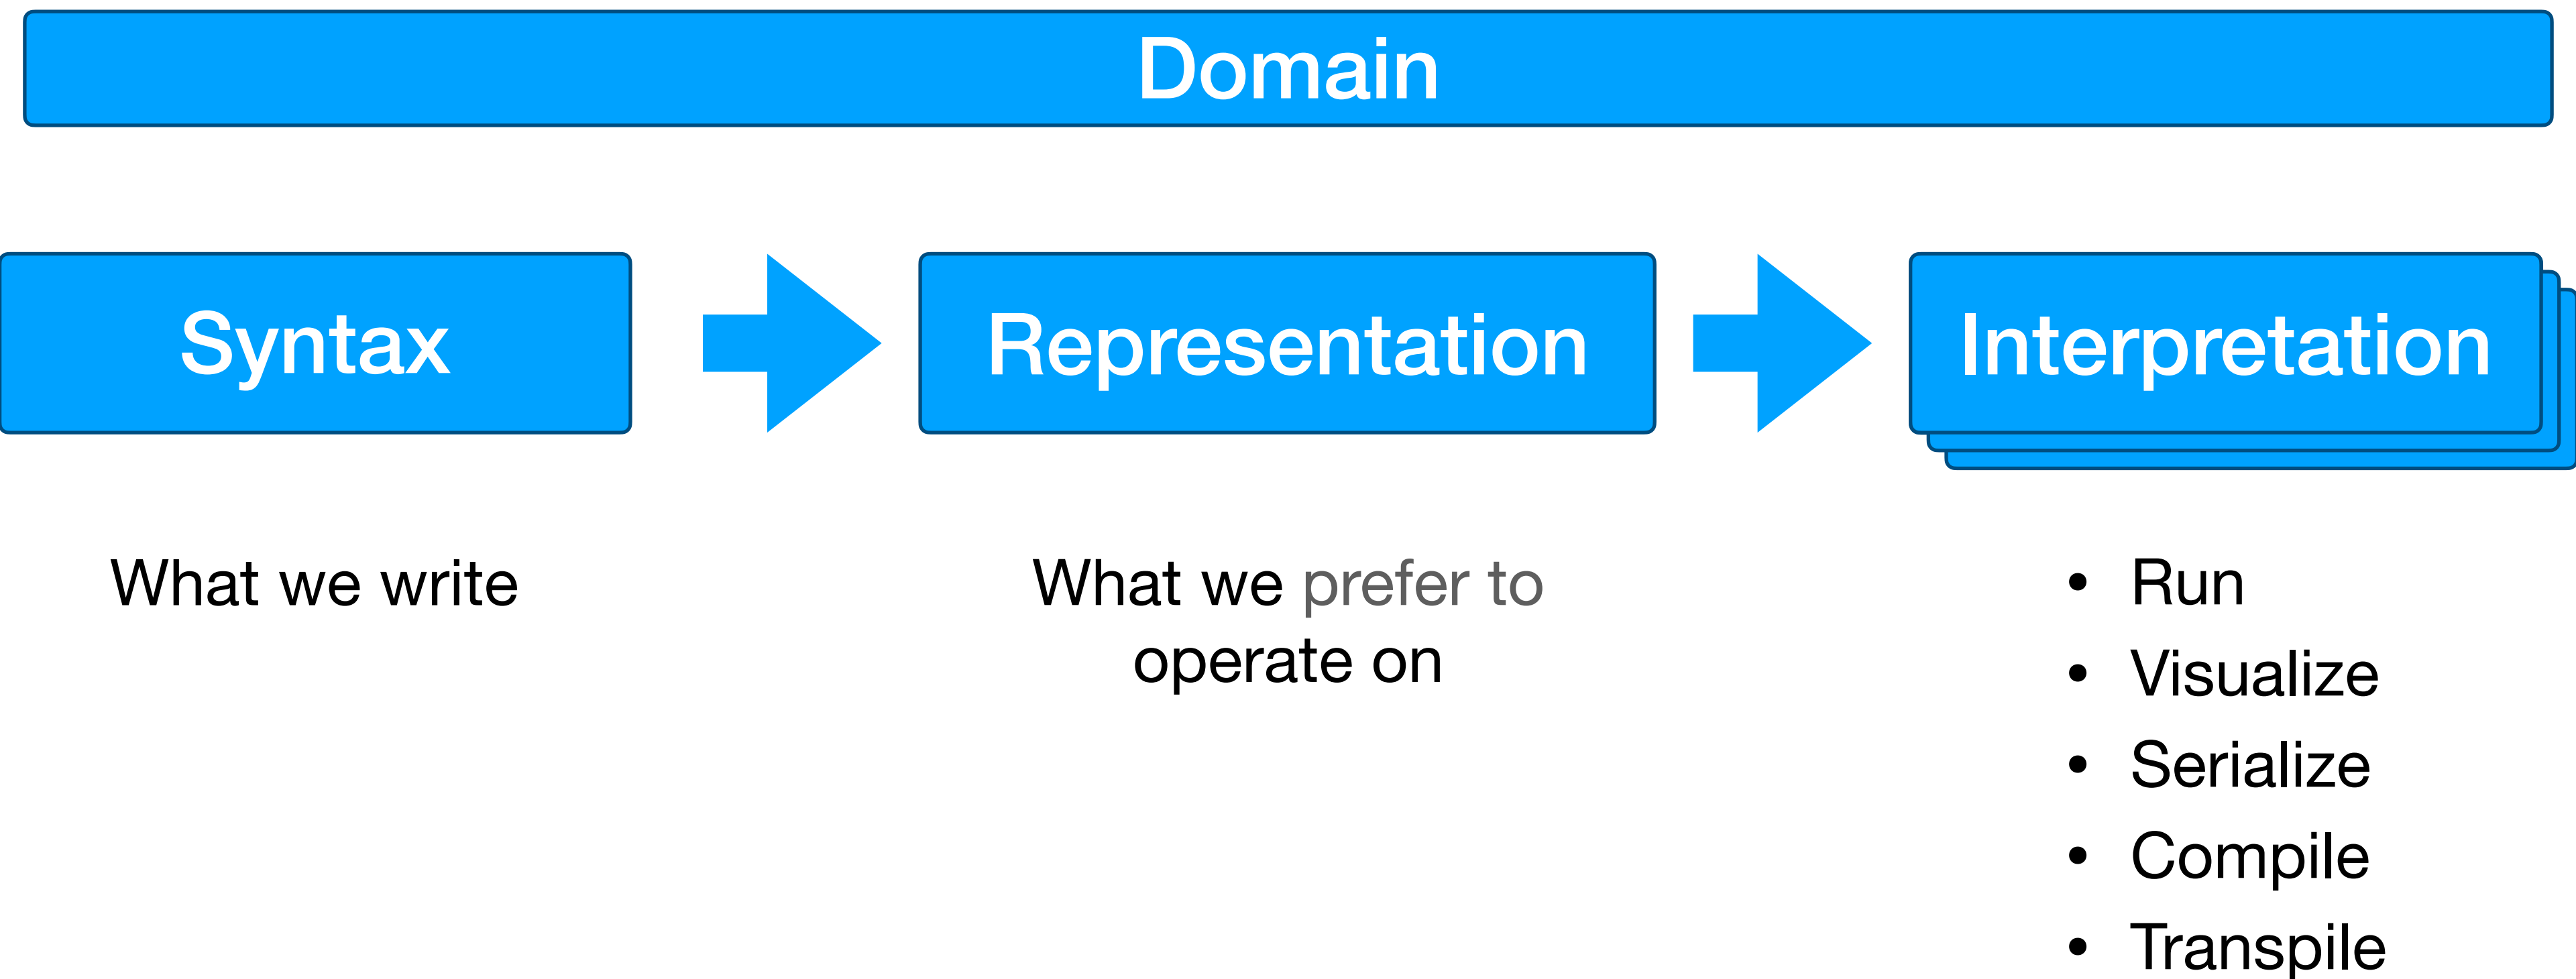 Domain
Syntax
Representation
Interpretation
What we write
What we prefer to
operate on
• Run
• Visualize
• Serialize
• Compile
• Transpile